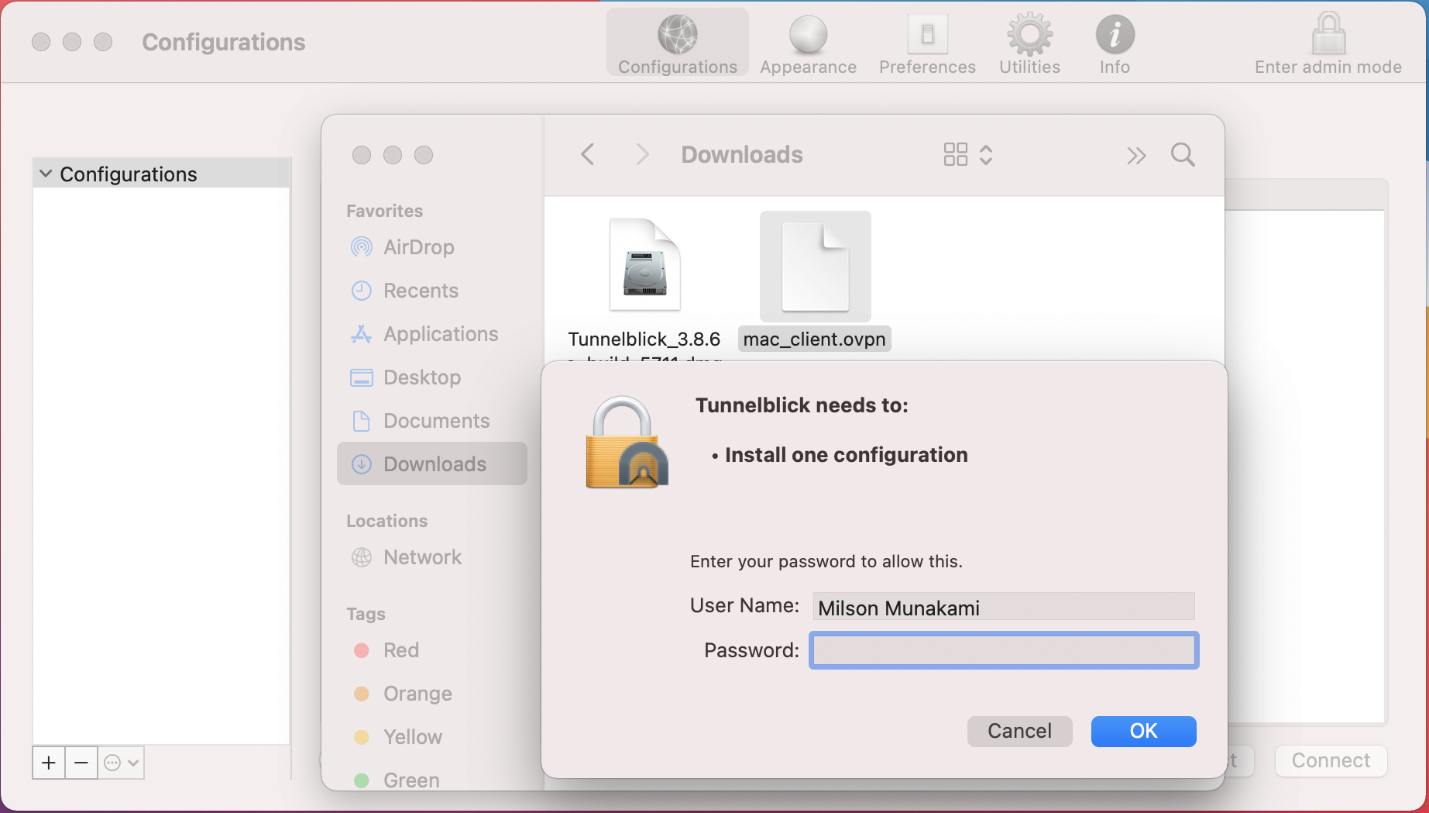 Configurations
Configurations
Appearance
Preferences
Utilities
Info
Enter admin mode
Configurations
Downloads
Favorites
AirDrop
Recents
Applications
Desktop
Documents
Downloads
Locations
Network
Tags
Red
Orange
Yellow
Green
Tunnelblick_3.8.6
mac_client.ovpn
Tunnelblick needs to:
• Install one configuration
Enter your password to allow this.
User Name: Milson Munakami
Password:
Cancel
OK
Connect